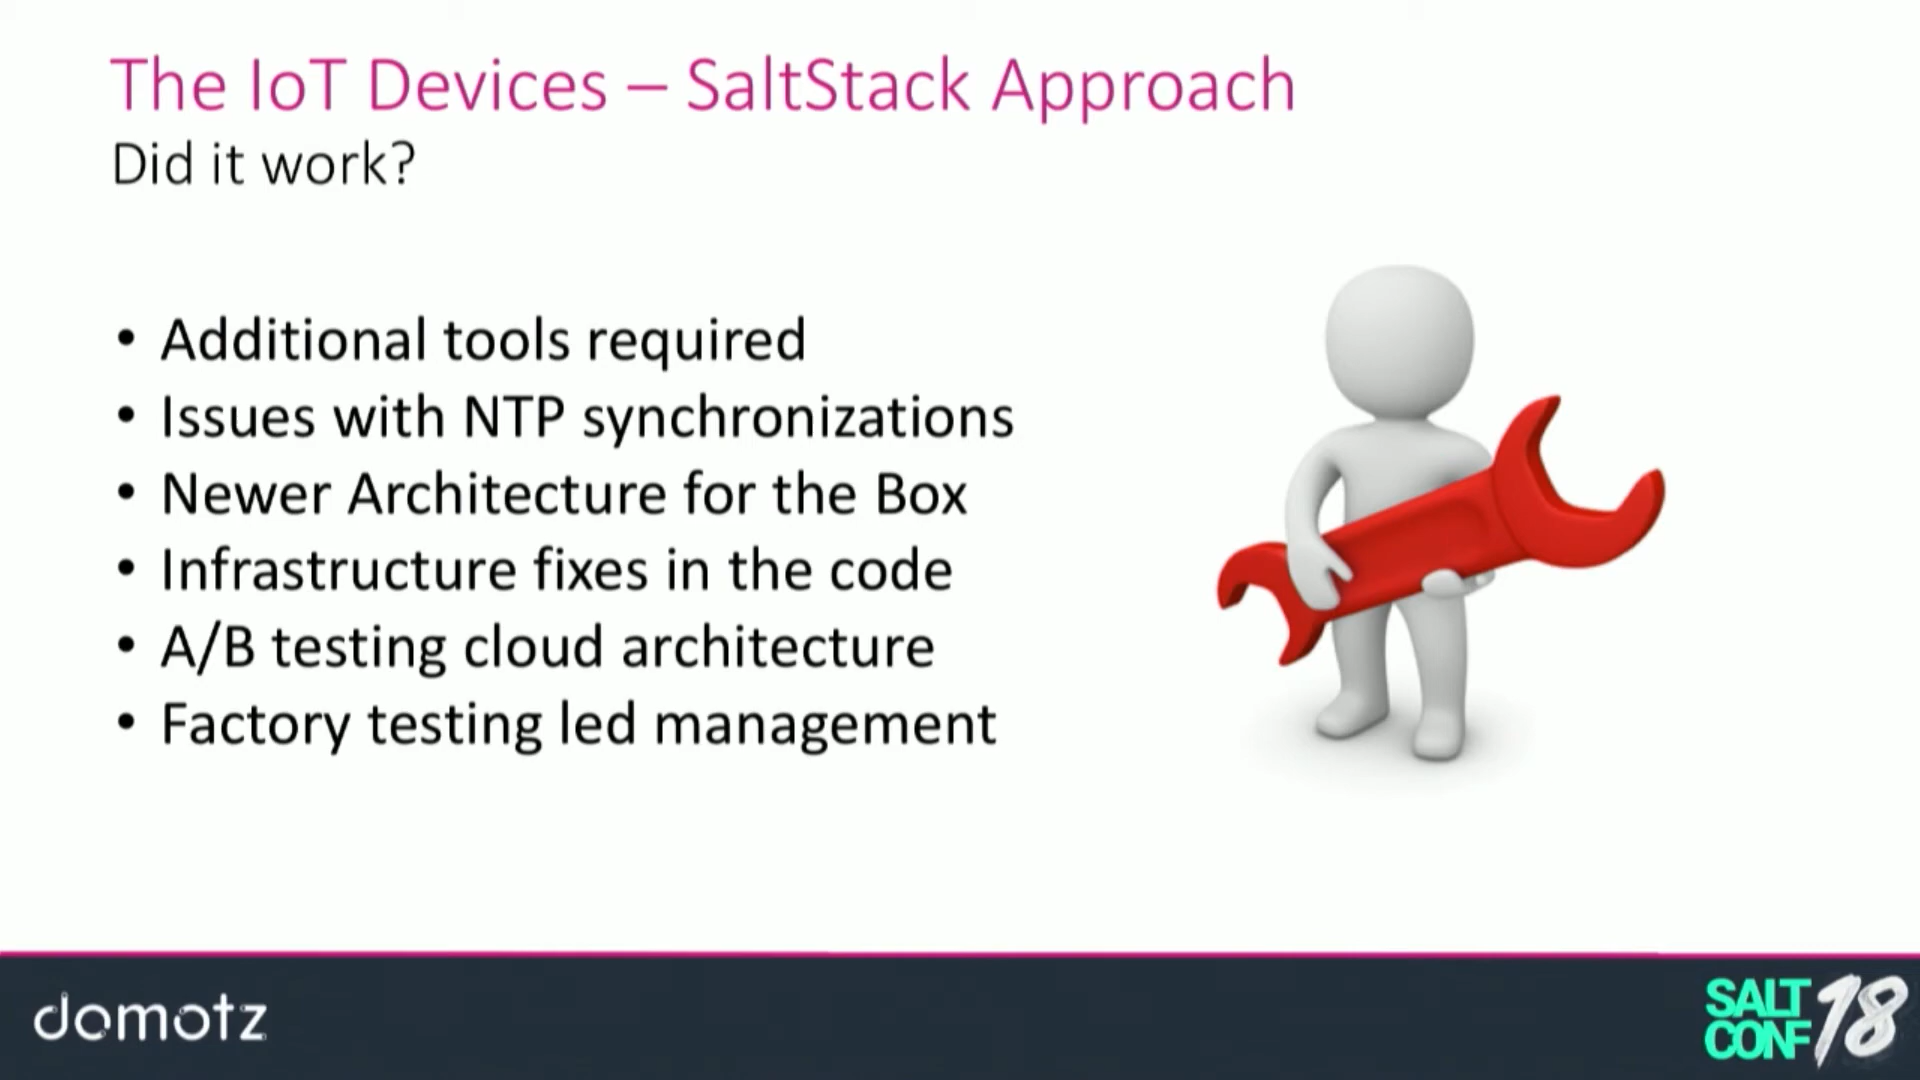 The IoT Devices – SaltStack Approach
Did it work?
• Additional tools required
• Issues with NTP synchronizations
• Newer Architecture for the Box
• Infrastructure fixes in the code
• A/B testing cloud architecture
• Factory testing led management
domotz
SALT
CONF 18